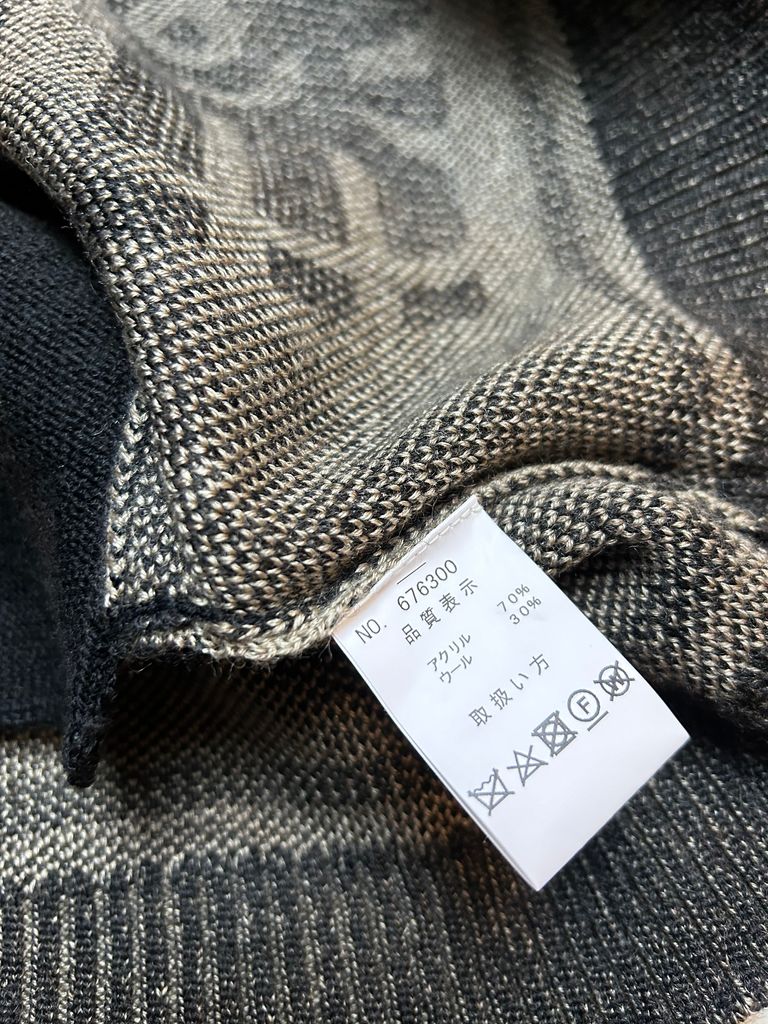 NO. 676300
品質表示
アクリル 70%
ウール 30%
取扱い方
F W